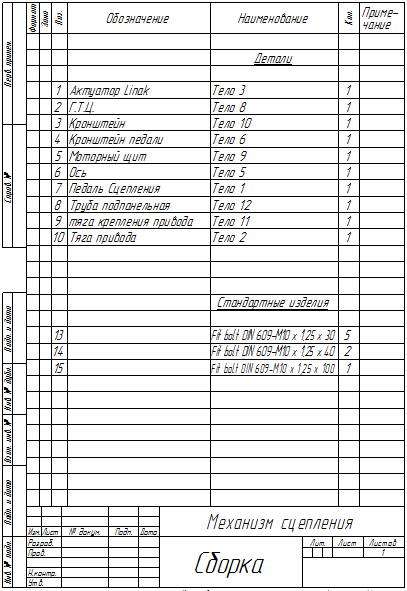 Формат Зона Поз. Обозначение Наименование Кол. Приме-
чание
Детали
1 Актуатор Linak Тело 3 1
2 Г.Т.Ц. Тело 8 1
3 Кронштейн Тело 10 1
4 Кронштейн педали Тело 6 1
5 Моторный щит Тело 9 1
6 Ось Тело 5 1
7 Педаль Сцепления Тело 1 1
8 Труба подпанельная Тело 12 1
9 тяга крепления привода Тело 11 1
10 Тяга привода Тело 2 1
Стандартные изделия
13 Fit bolt DIN 609-M10 x 1,25 x 30 5
14 Fit bolt DIN 609-M10 x 1,25 x 40 2
15 Fit bolt DIN 609-M10 x 1,25 x 100 1
Перв. примен.
Справ. №
Подп. и дата
Инв. № дубл.
Взам. инв. №
Подп. и дата
Инв. № подл.
Механизм сцепления
Изм. Лист № докум. Подп. Дата
Разраб.
Пров.
Н.контр.
Утв.
Сборка
Лит. Лист Листов
1